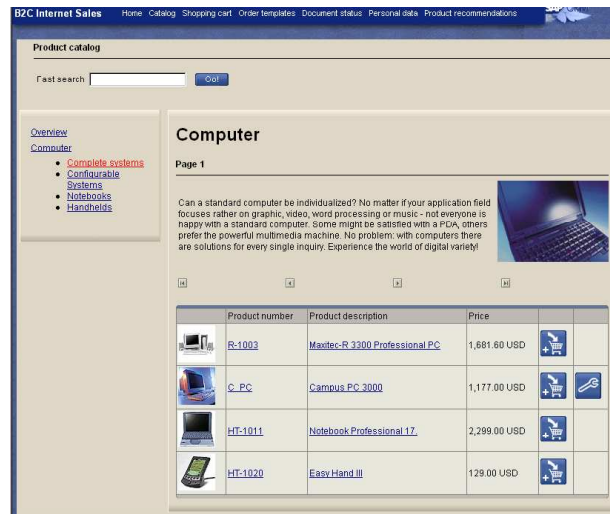 B2C Internet Sales Home Catalog Shopping cart Order templates Document status Personal data Product recommendations
Product catalog
Fast search Go!
Overview
Computer
Complete systems
Configurable
Systems
Notebooks
Handhelds
Computer
Page 1
Can a standard computer be individualized? No matter if your application field
focuses rather on graphic, video, word processing or music - not everyone is
happy with a standard computer. Some might be satisfied with a PDA, others
prefer the powerful multimedia machine. No problem: with computers there
are solutions for every single inquiry. Experience the world of digital variety!
Product number Product description Price
R-1003 Maxitec-R 3300 Professional PC 1,681.60 USD
C_PC Campus PC 3000 1,177.00 USD
HT-1011 Notebook Professional 17. 2,299.00 USD
HT-1020 Easy Hand III 129.00 USD